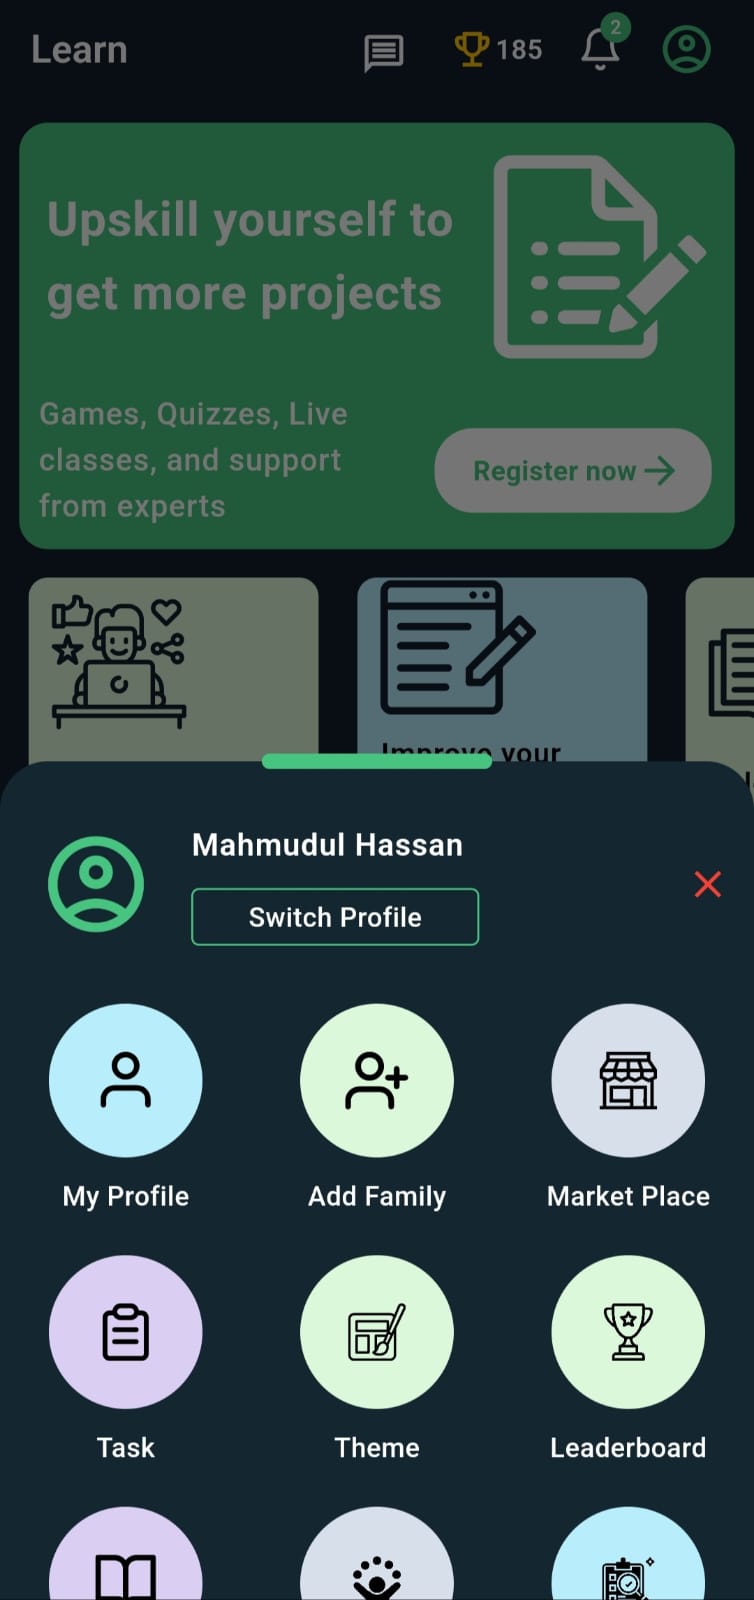 Learn
185
2
Upskill yourself to
get more projects
Games, Quizzes, Live
classes, and support
from experts
Register now
Improve your
Mahmudul Hassan
Switch Profile
My Profile
Add Family
Market Place
Task
Theme
Leaderboard